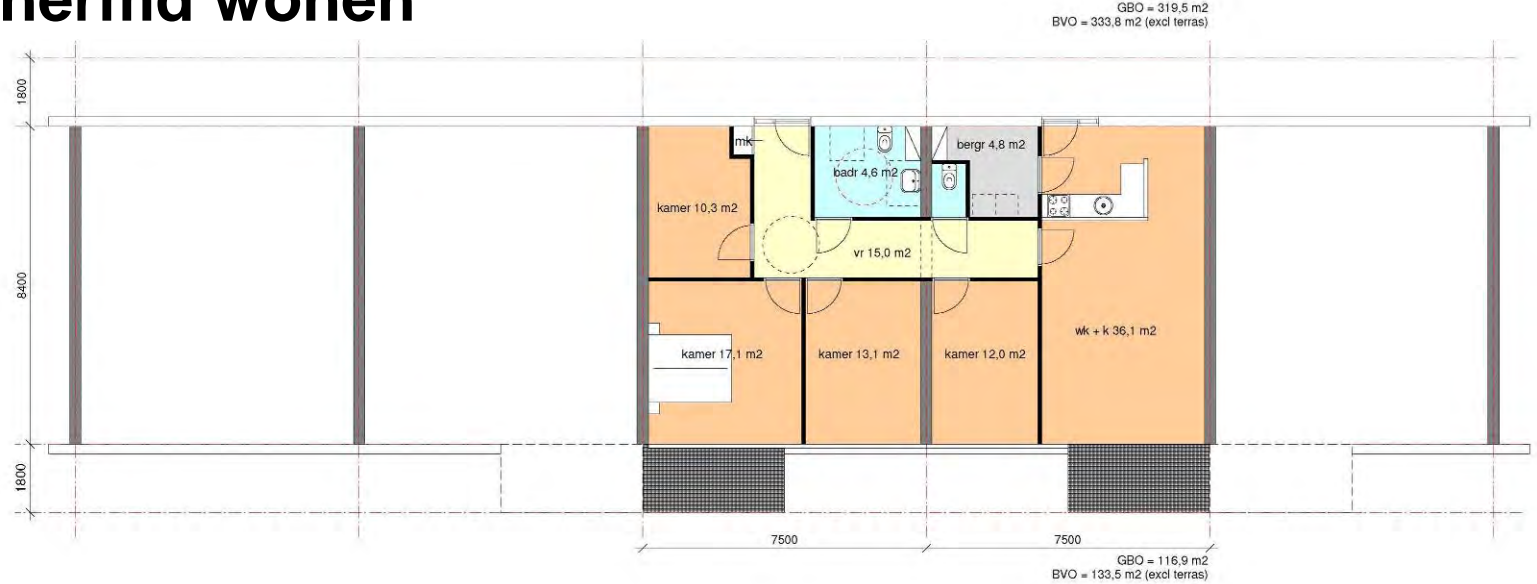 GBO = 319,5 m2
BVO = 333,8 m2 (excl terras)
1800
mk
badr 4,6 m2
bergr 4,8 m2
kamer 10,3 m2
vr 15,0 m2
8400
wk + k 36,1 m2
kamer 17,1 m2
kamer 13,1 m2
kamer 12,0 m2
1800
7500
7500
GBO = 116,9 m2
BVO = 133,5 m2 (excl terras)